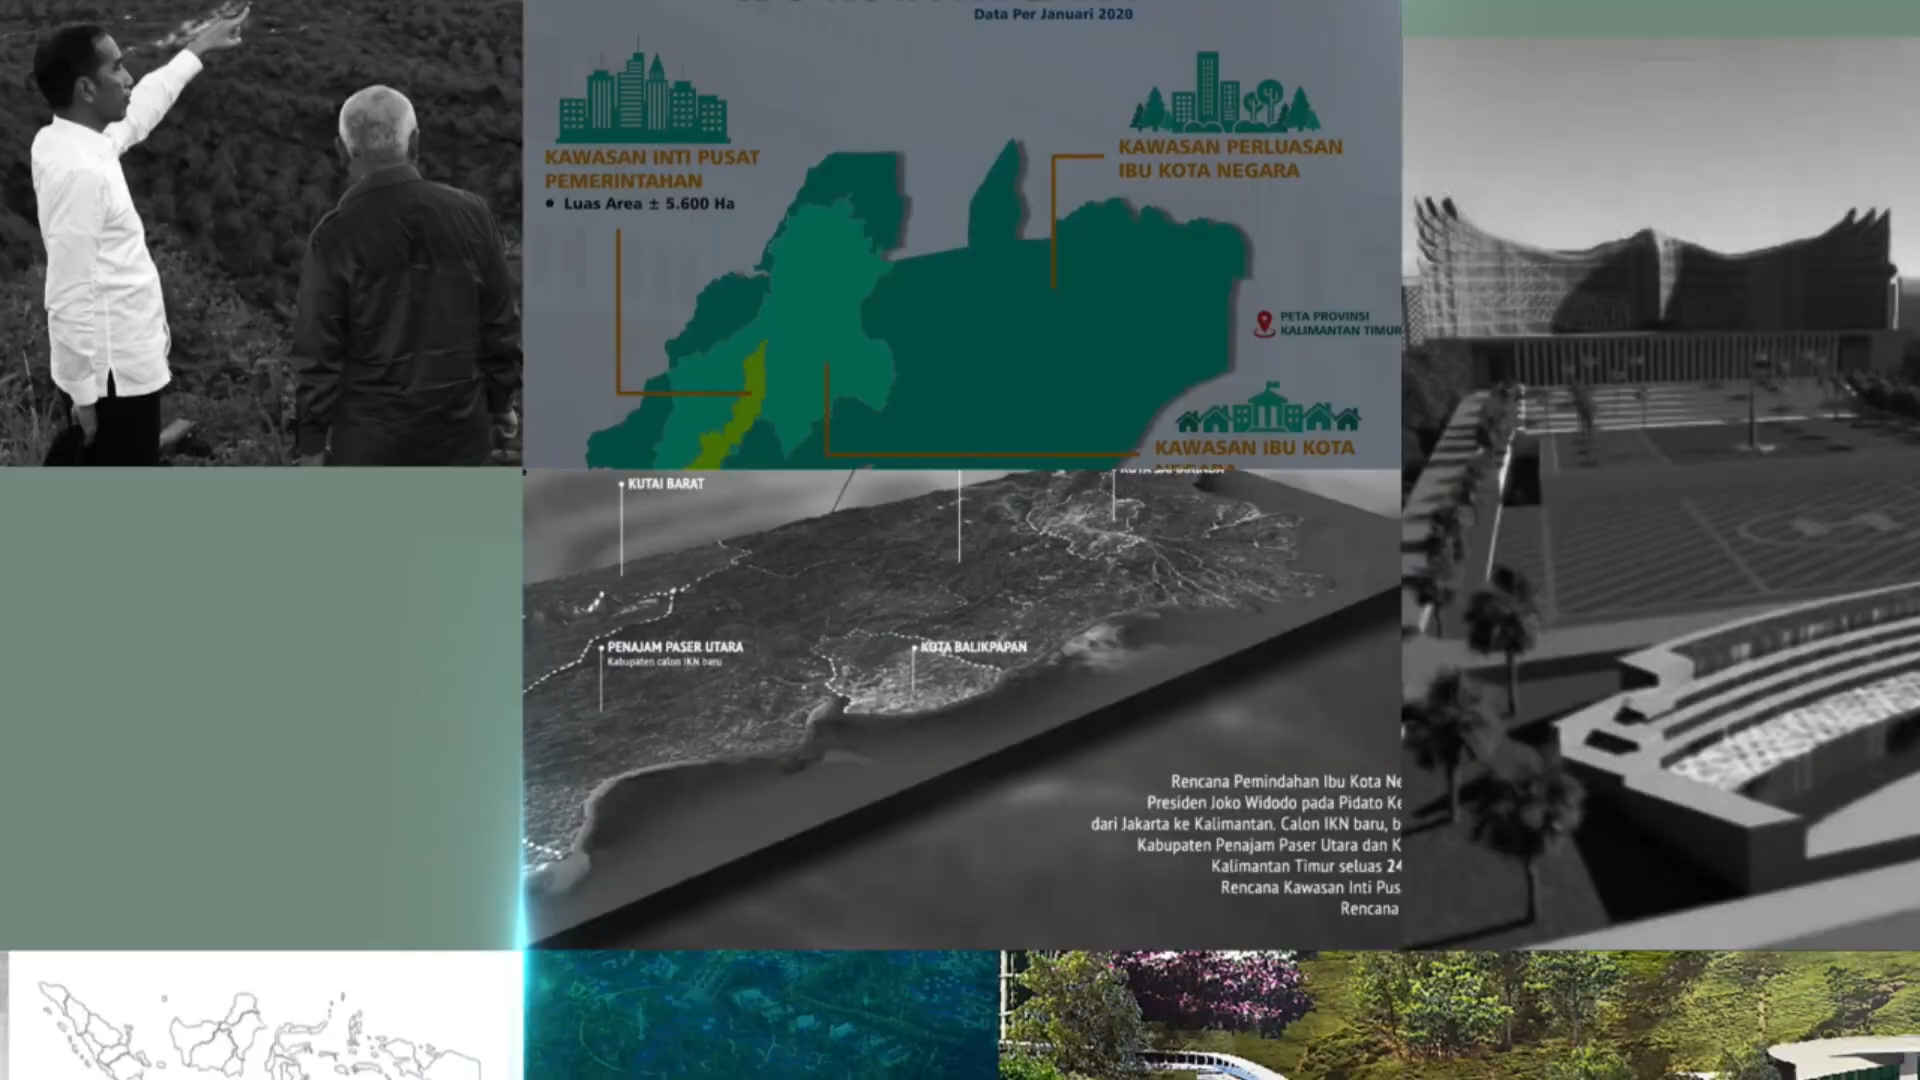 Data Per Januari 2020
KAWASAN INTI PUSAT
PEMERINTAHAN
• Luas Area ± 5.600 Ha
KAWASAN PERLUASAN
IBU KOTA NEGARA
PETA PROVINSI
KALIMANTAN TIMUR
KAWASAN IBU KOTA
NEGARA
KUTAI BARAT
KOTA SAMARINDA
PENAJAM PASER UTARA
Kabupaten calon IKN baru
KOTA BALIKPAPAN
Rencana Pemindahan Ibu Kota Ne
Presiden Joko Widodo pada Pidato Ke
dari Jakarta ke Kalimantan. Calon IKN baru, b
Kabupaten Penajam Paser Utara dan K
Kalimantan Timur seluas 24
Rencana Kawasan Inti Pus
Rencana